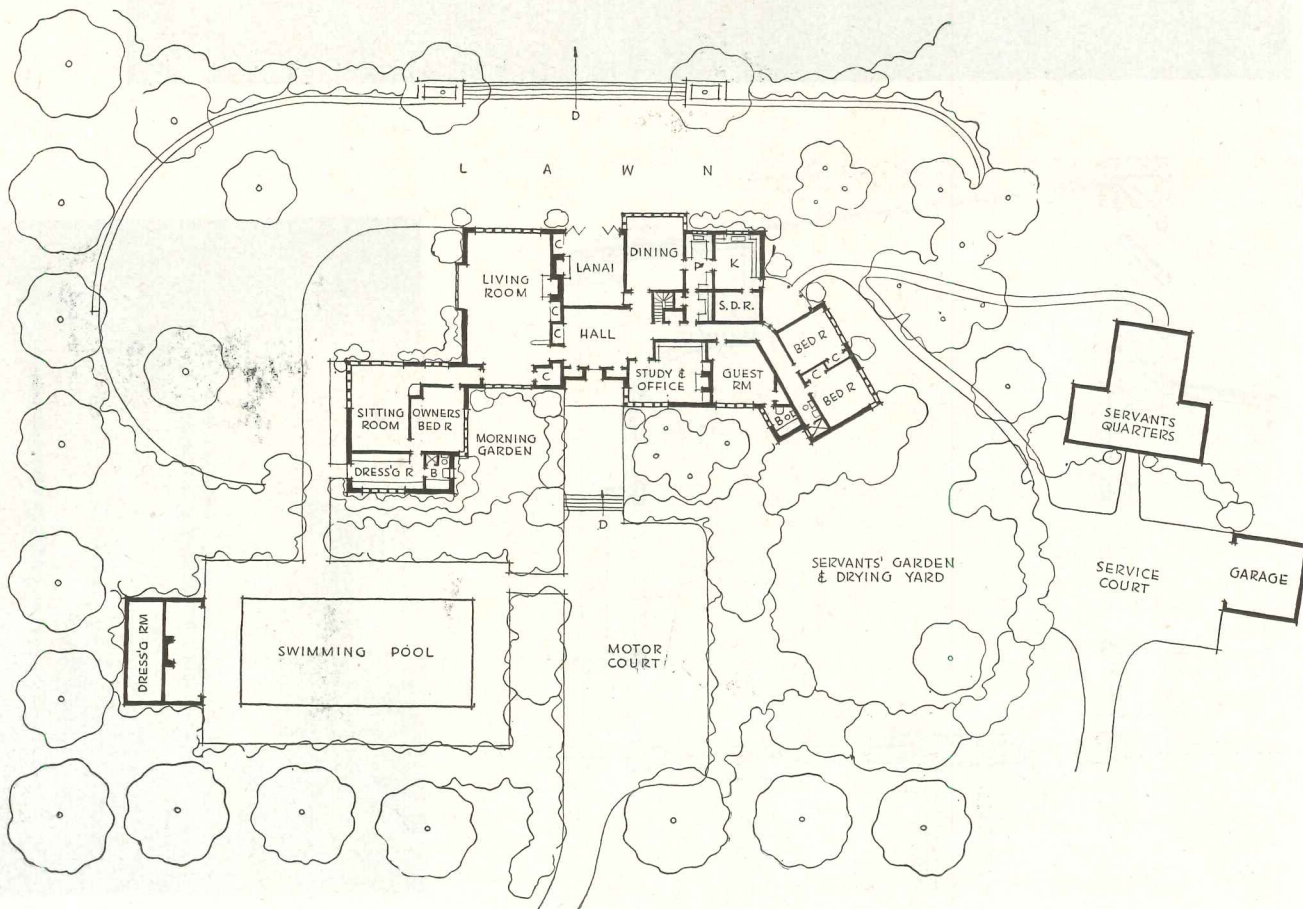 D
L A W N
LIVING
ROOM
C
LANAI
DINING
P
K
C
C
HALL
S.D.R.
BED R
C
C
C
BED R
STUDY &
OFFICE
GUEST
RM
B
SITTING
ROOM
OWNERS
BED R
MORNING
GARDEN
DRESS'G R
B
D
SERVANTS
QUARTERS
SERVANTS' GARDEN
& DRYING YARD
SERVICE
COURT
GARAGE
DRESS'G RM
SWIMMING POOL
MOTOR
COURT